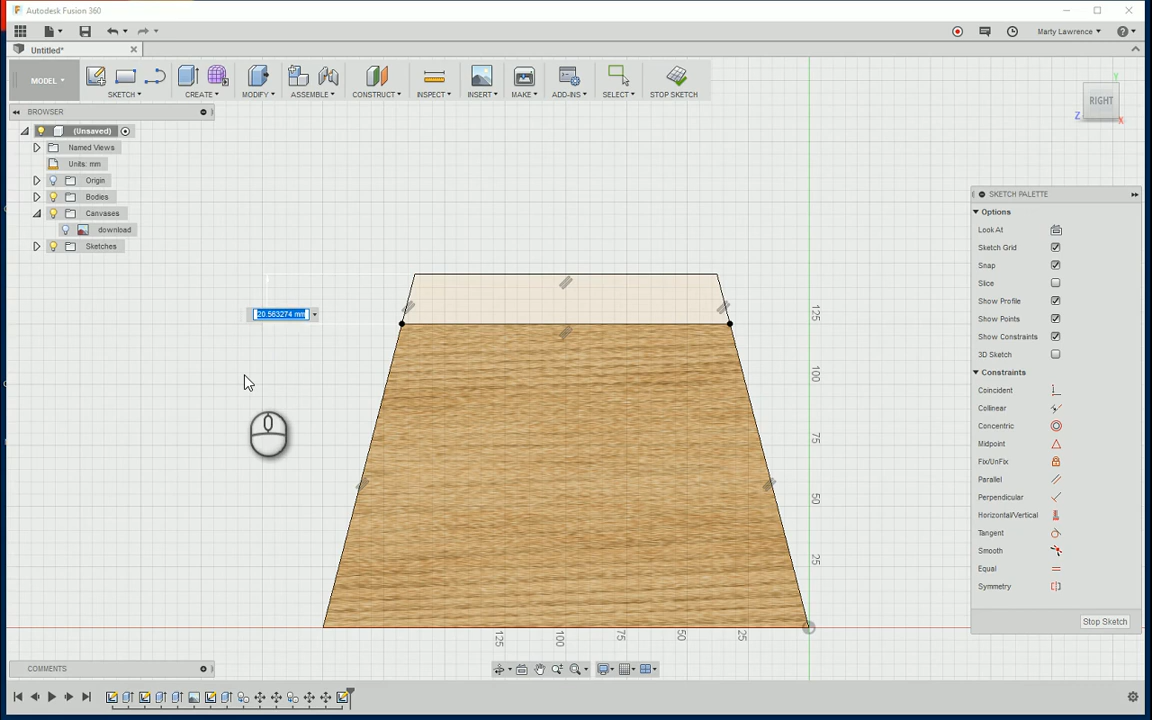 Autodesk Fusion 360
Marty Lawrence
Untitled*
MODEL
SKETCH
CREATE
MODIFY
ASSEMBLE
CONSTRUCT
INSPECT
INSERT
MAKE
ADD-INS
SELECT
STOP SKETCH
BROWSER
(Unsaved)
Named Views
Units: mm
Origin
Bodies
Canvases
download
Sketches
RIGHT
Y
Z
X
SKETCH PALETTE
Options
Look At
Sketch Grid
Snap
Slice
Show Profile
Show Points
Show Constraints
3D Sketch
Constraints
Coincident
Collinear
Concentric
Midpoint
Fix/UnFix
Parallel
Perpendicular
Horizontal/Vertical
Tangent
Smooth
Equal
Symmetry
Stop Sketch
20.563274 mm
125
100
75
50
25
125
100
75
50
25
COMMENTS